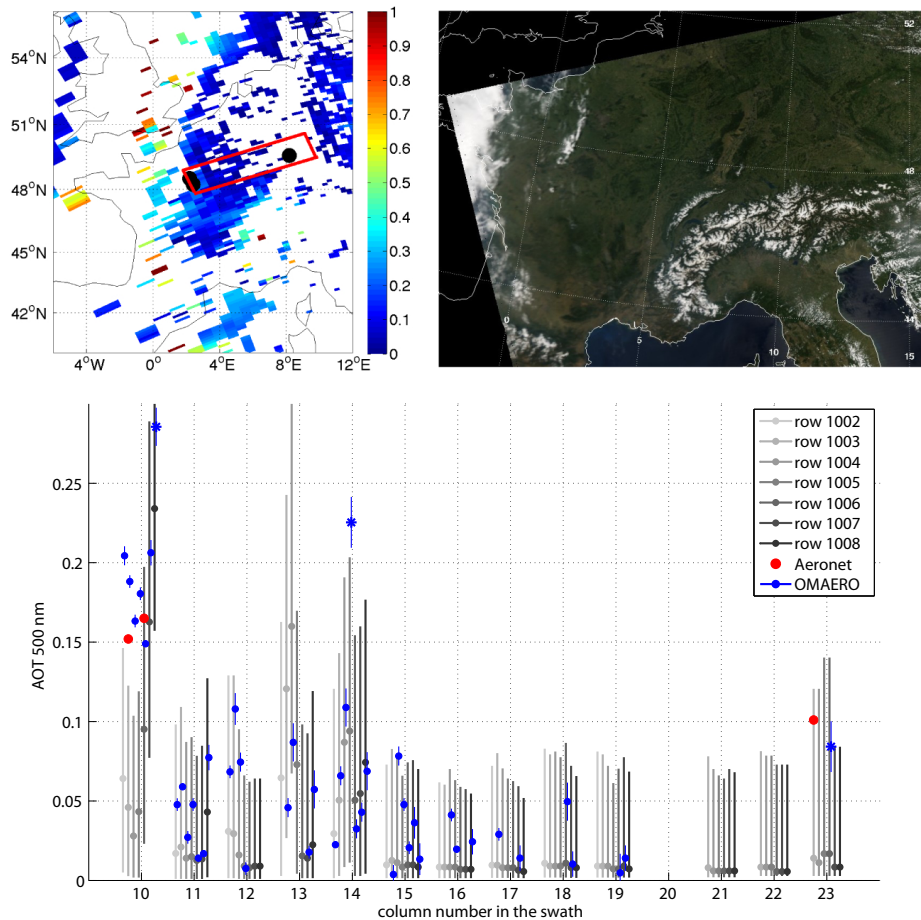 54°N
51°N
48°N
45°N
42°N
4°W
0°
4°E
8°E
12°E
1
0.9
0.8
0.7
0.6
0.5
0.4
0.3
0.2
0.1
0
52
48
44
0
5
10
15
AOT 500 nm
0.25
0.2
0.15
0.1
0.05
0
row 1002
row 1003
row 1004
row 1005
row 1006
row 1007
row 1008
Aeronet
OMAERO
10 11 12 13 14 15 16 17 18 19 20 21 22 23
column number in the swath